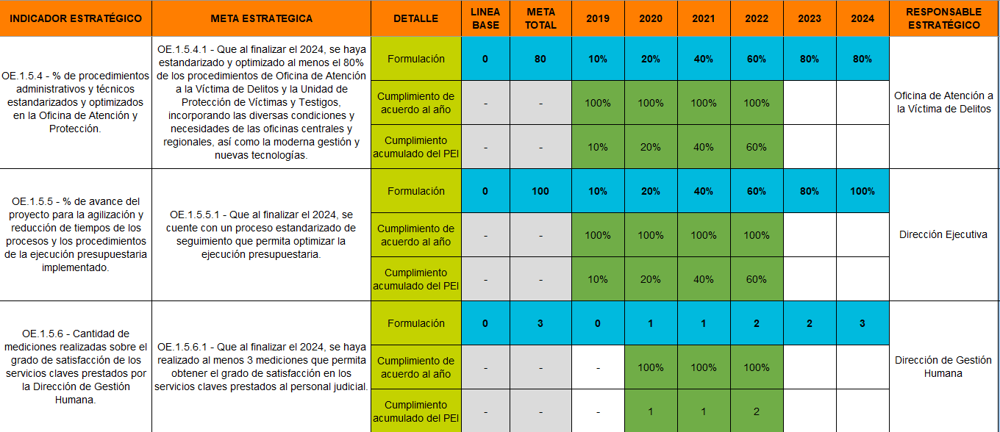 INDICADOR ESTRATÉGICO
META ESTRATEGICA
DETALLE
LINEA
BASE
META
TOTAL
2019
2020
2021
2022
2023
2024
RESPONSABLE
ESTRATÉGICO
OE.1.5.4 - % de procedimientos
administrativos y técnicos
estandarizados y optimizados
en la Oficina de Atención y
Protección.
OE.1.5.4.1 - Que al finalizar el 2024, se haya
estandarizado y optimizado al menos el 80%
de los procedimientos de Oficina de Atención
a la Víctima de Delitos y la Unidad de
Protección de Víctimas y Testigos,
incorporando las diversas condiciones y
necesidades de las oficinas centrales y
regionales, así como la moderna gestión y
nuevas tecnologías.
Formulación
0
80
10%
20%
40%
60%
80%
80%
Cumplimiento de
acuerdo al año
-
-
100%
100%
100%
100%
Cumplimiento
acumulado del PEI
-
-
10%
20%
40%
60%
Oficina de Atención a
la Víctima de Delitos
OE.1.5.5 - % de avance del
proyecto para la agilización y
reducción de tiempos de los
procesos y los procedimientos
de la ejecución presupuestaria
implementado.
OE.1.5.5.1 - Que al finalizar el 2024, se
cuente con un proceso estandarizado de
seguimiento que permita optimizar la
ejecución presupuestaria.
Formulación
0
100
10%
20%
40%
60%
80%
100%
Cumplimiento de
acuerdo al año
-
-
100%
100%
100%
100%
Cumplimiento
acumulado del PEI
-
-
10%
20%
40%
60%
Dirección Ejecutiva
OE.1.5.6 - Cantidad de
mediciones realizadas sobre el
grado de satisfacción de los
servicios claves prestados por
la Dirección de Gestión
Humana.
OE.1.5.6.1 - Que al finalizar el 2024, se haya
realizado al menos 3 mediciones que permita
obtener el grado de satisfacción en los
servicios claves prestados al personal judicial.
Formulación
0
3
0
1
1
2
2
3
Cumplimiento de
acuerdo al año
-
-
-
100%
100%
100%
Cumplimiento
acumulado del PEI
-
-
-
1
1
2
Dirección de Gestión
Humana